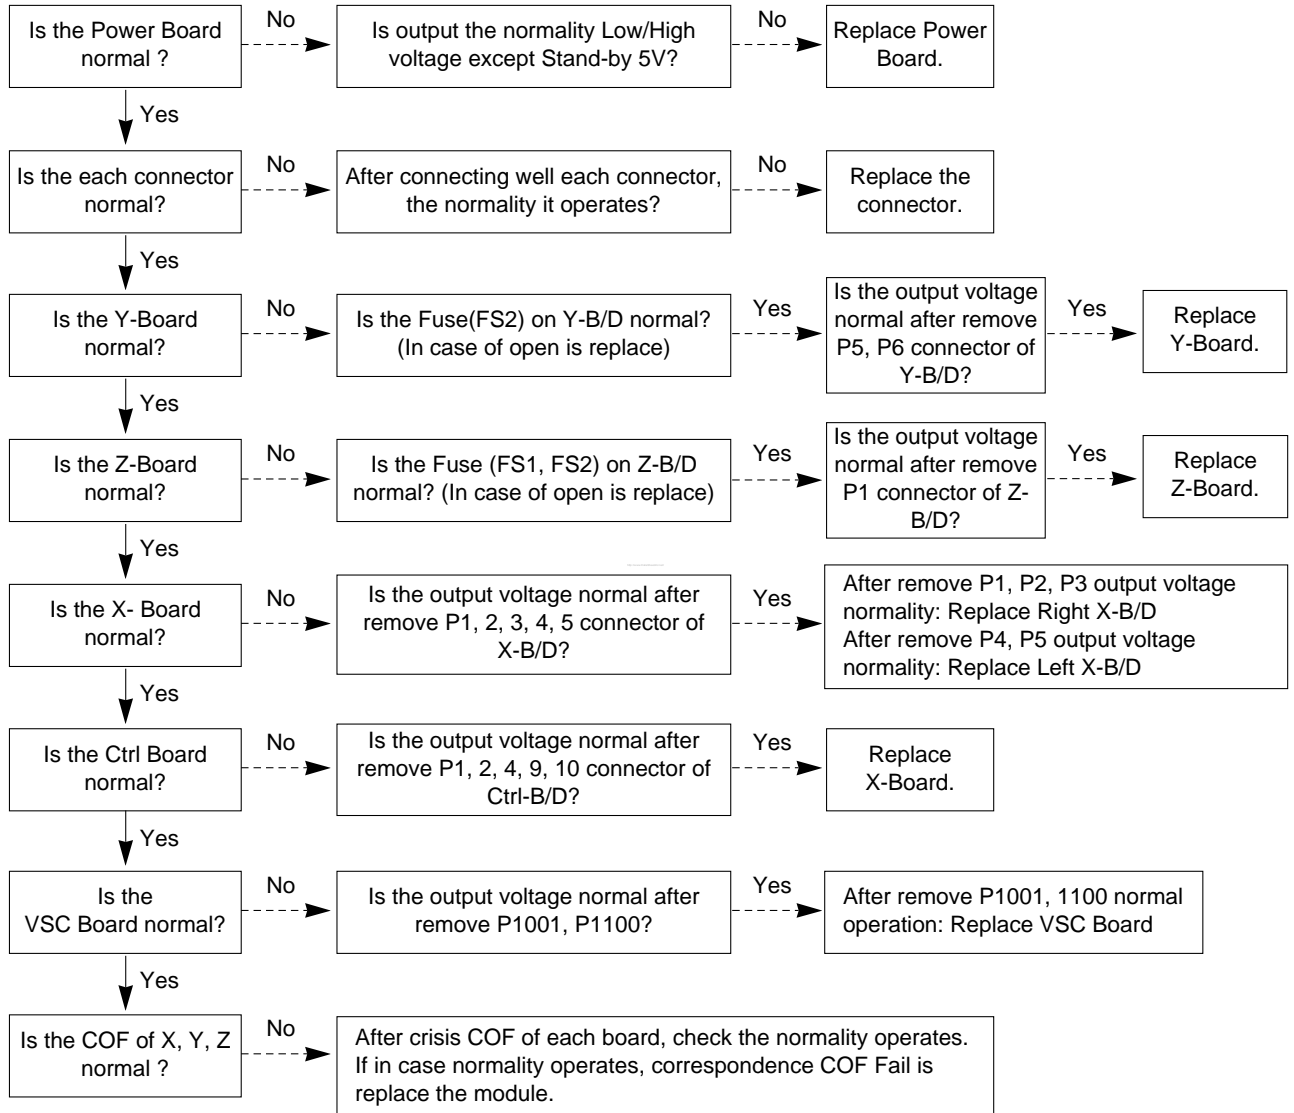 Is the Power Board
normal ?
No
Is output the normality Low/High
voltage except Stand-by 5V?
No
Replace Power
Board.
Yes
Is the each connector
normal?
No
After connecting well each connector,
the normality it operates?
No
Replace the
connector.
Yes
Is the Y-Board
normal?
No
Is the Fuse(FS2) on Y-B/D normal?
(In case of open is replace)
Yes
Is the output voltage
normal after remove
P5, P6 connector of
Y-B/D?
Yes
Replace
Y-Board.
Yes
Is the Z-Board
normal?
No
Is the Fuse (FS1, FS2) on Z-B/D
normal? (In case of open is replace)
Yes
Is the output voltage
normal after remove
P1 connector of Z-
B/D?
Yes
Replace
Z-Board.
Yes
Is the X- Board
normal?
No
Is the output voltage normal after
remove P1, 2, 3, 4, 5 connector of
X-B/D?
Yes
After remove P1, P2, P3 output voltage
normality: Replace Right X-B/D
After remove P4, P5 output voltage
normality: Replace Left X-B/D
Yes
Is the Ctrl Board
normal?
No
Is the output voltage normal after
remove P1, 2, 4, 9, 10 connector of
Ctrl-B/D?
Yes
Replace
X-Board.
Yes
Is the
VSC Board normal?
No
Is the output voltage normal after
remove P1001, P1100?
Yes
After remove P1001, 1100 normal
operation: Replace VSC Board
Yes
Is the COF of X, Y, Z
normal ?
No
After crisis COF of each board, check the normality operates.
If in case normality operates, correspondence COF Fail is
replace the module.